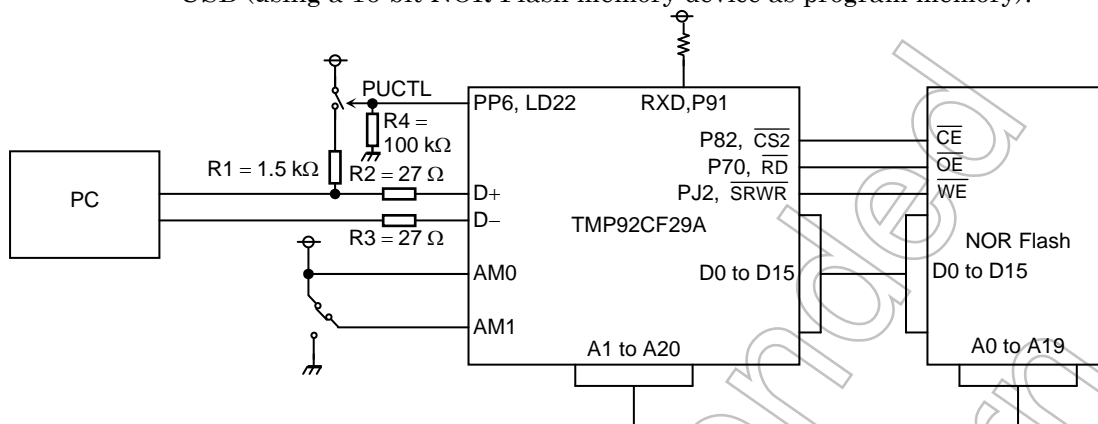 USB (using a 16-bit NOR Flash memory device as program memory).
PUCTL
PP6, LD22
RXD,P91
R4 =
100 kΩ
P82, CS2
CE
P70, RD
OE
R1 = 1.5 kΩ
R2 = 27 Ω
PJ2, SRWR
WE
PC
D+
D−
TMP92CF29A
R3 = 27 Ω
NOR Flash
AM0
D0 to D15
D0 to D15
AM1
A1 to A20
A0 to A19